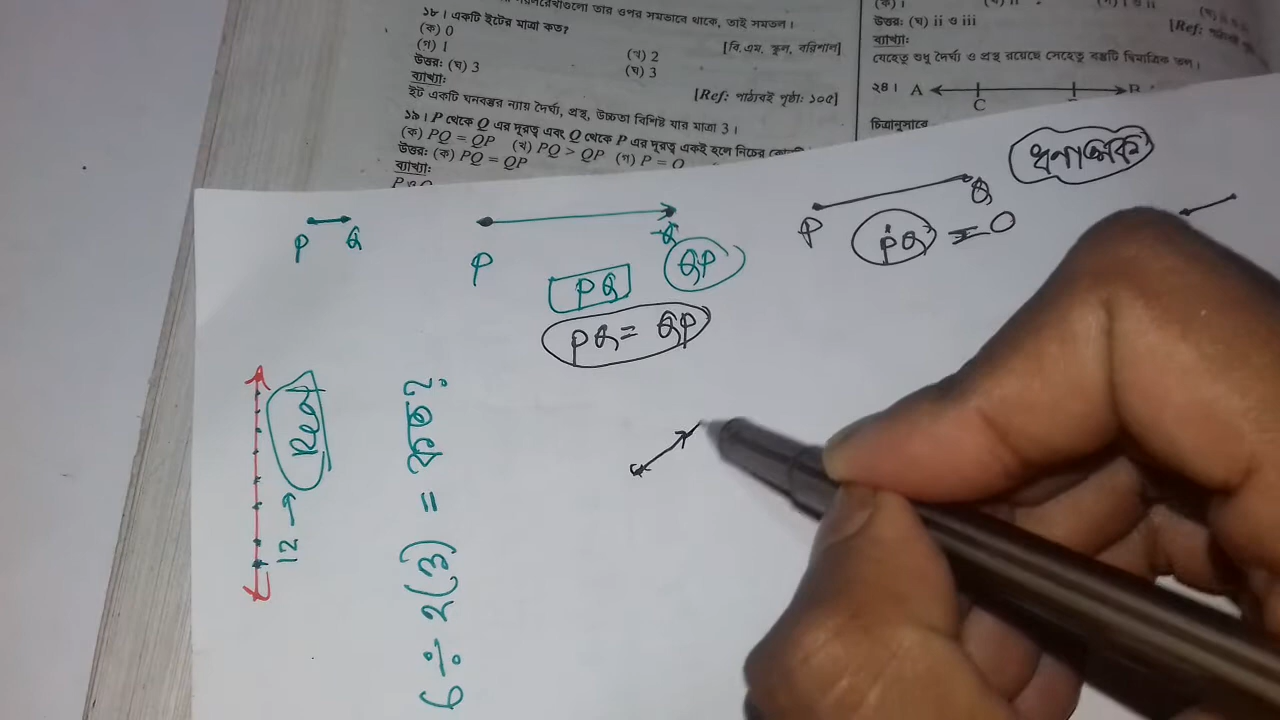 ১৮। একটি ইটের মাত্রা কত?
(ক) 0
(খ) 2
(গ) 1
(ঘ) 3
[বি.এম. স্কুল, বরিশাল]
উত্তর: (ঘ) 3
ব্যাখ্যা:
[Ref: পাঠ্যবই পৃষ্ঠা: ১০৫]
ইট একটি ঘনবস্তুর ন্যায় দৈর্ঘ্য, প্রস্থ, উচ্চতা বিশিষ্ট যার মাত্রা 3।
১৯। P থেকে Q এর দূরত্ব এবং Q থেকে P এর দূরত্ব একই হলে নিচের
(ক) PQ = QP (খ) PQ > QP (গ) P = Q
উত্তর: (ক) PQ = QP
ব্যাখ্যা:
উত্তর: (ঘ) ii ও iii
[Ref:
ব্যাখ্যা:
যেহেতু শুধু দৈর্ঘ্য ও প্রস্থ রয়েছে সেহেতু বস্তুটি দ্বিমাত্রিক তল।
২৪। A B
C
চিত্রানুসারে
P Q
P Q
PQ QP
PQ = QP
P Q
PQ = 0
ধনাত্মক
12 →
6 ÷ 2(3) = কত?